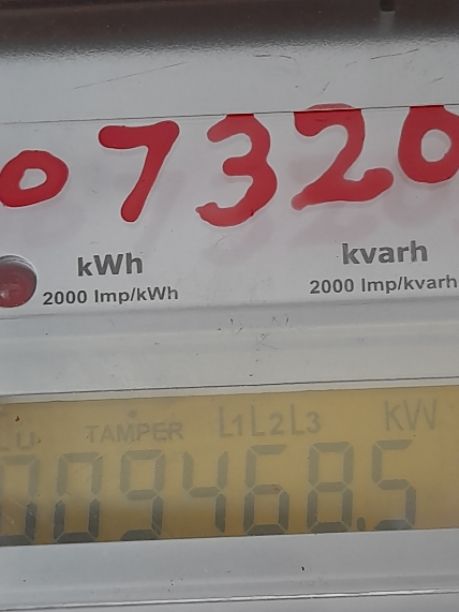 07320
kWh kvarh
2000 Imp/kWh 2000 Imp/kvarh
TAMPER L1L2L3 kW
009468.5